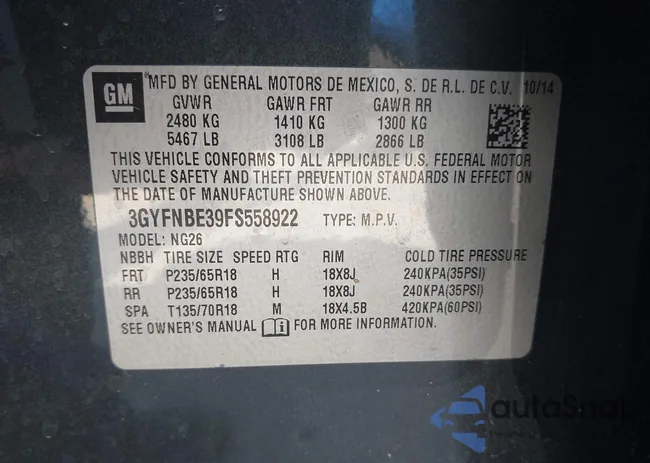 GM
MFD BY GENERAL MOTORS DE MEXICO, S. DE R.L. DE C.V. 10/14
GVWR GAWR FRT GAWR RR
2480 KG 1410 KG 1300 KG
5467 LB 3108 LB 2866 LB
THIS VEHICLE CONFORMS TO ALL APPLICABLE U.S. FEDERAL MOTOR
VEHICLE SAFETY AND THEFT PREVENTION STANDARDS IN EFFECT ON
THE DATE OF MANUFACTURE SHOWN ABOVE.
3GYFNBE39FS558922 TYPE: M.P.V.
MODEL: NG26
NBBH TIRE SIZE SPEED RTG RIM COLD TIRE PRESSURE
FRT P235/65R18 H 18X8J 240KPA(35PSI)
RR P235/65R18 H 18X8J 240KPA(35PSI)
SPA T135/70R18 M 18X4.5B 420KPA(60PSI)
SEE OWNER'S MANUAL FOR MORE INFORMATION.
autoSnap